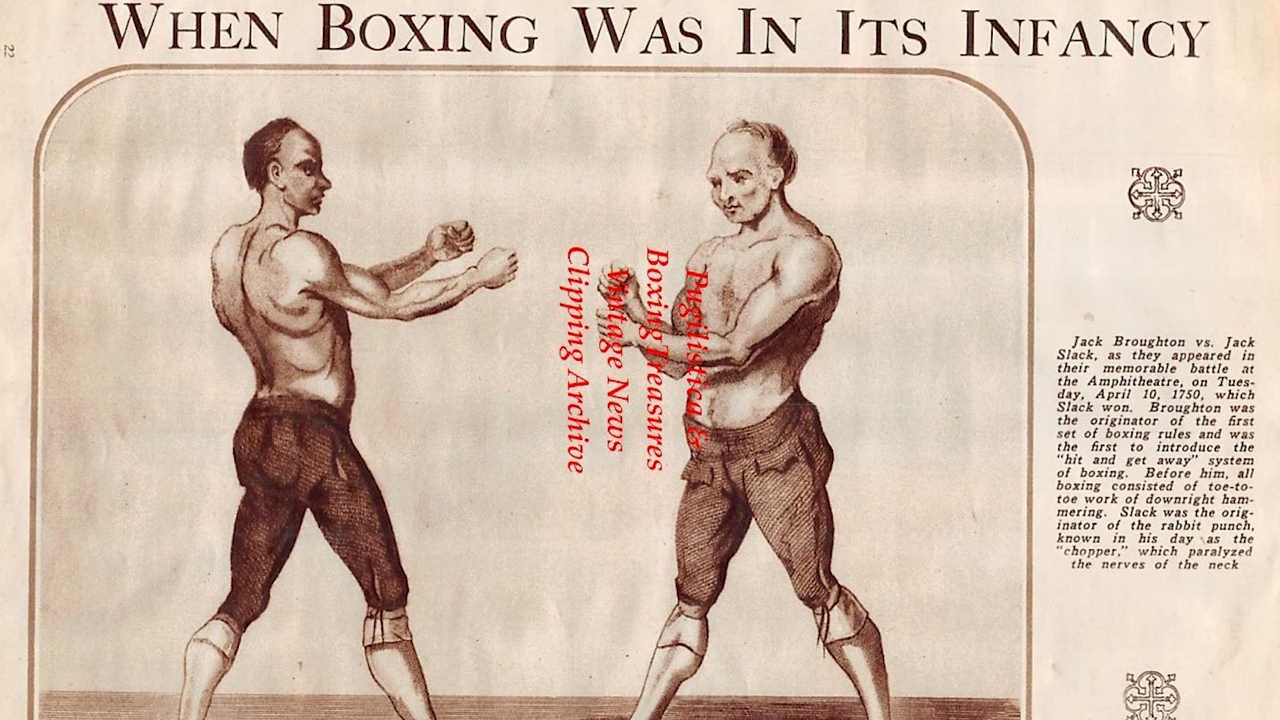 WHEN BOXING WAS IN ITS INFANCY
22
Pugilistica &
Boxing Treasures
Vintage News
Clipping Archive
Jack Broughton vs. Jack
Slack, as they appeared in
their memorable battle at
the Amphitheatre, on Tues-
day, April 10, 1750, which
Slack won. Broughton was
the originator of the first
set of boxing rules and was
the first to introduce the
"hit and get away" system
of boxing. Before him, all
boxing consisted of toe-to-
toe work of downright ham-
mering. Slack was the orig-
inator of the rabbit punch,
known in his day as the
"chopper," which paralyzed
the nerves of the neck